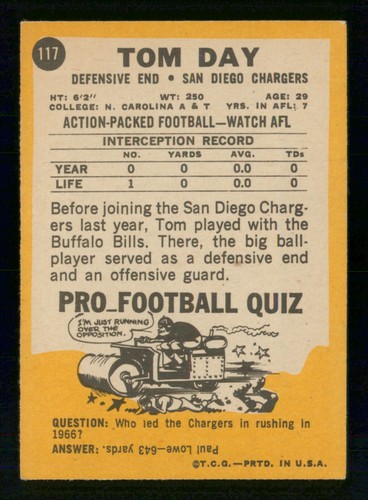 117
TOM DAY
DEFENSIVE END • SAN DIEGO CHARGERS
HT: 6'2" WT: 250 AGE: 29
COLLEGE: N. CAROLINA A & T YRS. IN AFL: 7
ACTION-PACKED FOOTBALL—WATCH AFL
INTERCEPTION RECORD
NO. YARDS AVG. TDs
YEAR 0 0 0.0 0
LIFE 1 0 0.0 0
Before joining the San Diego Charg-
ers last year, Tom played with the
Buffalo Bills. There, the big ball-
player served as a defensive end
and an offensive guard.
PRO FOOTBALL QUIZ
I'M JUST RUNNING
OVER THE
OPPOSITION.
QUESTION: Who led the Chargers in rushing in
1966?
ANSWER: Paul Lowe—643 yards.
©T.C.G.—PRTD. IN U.S.A.